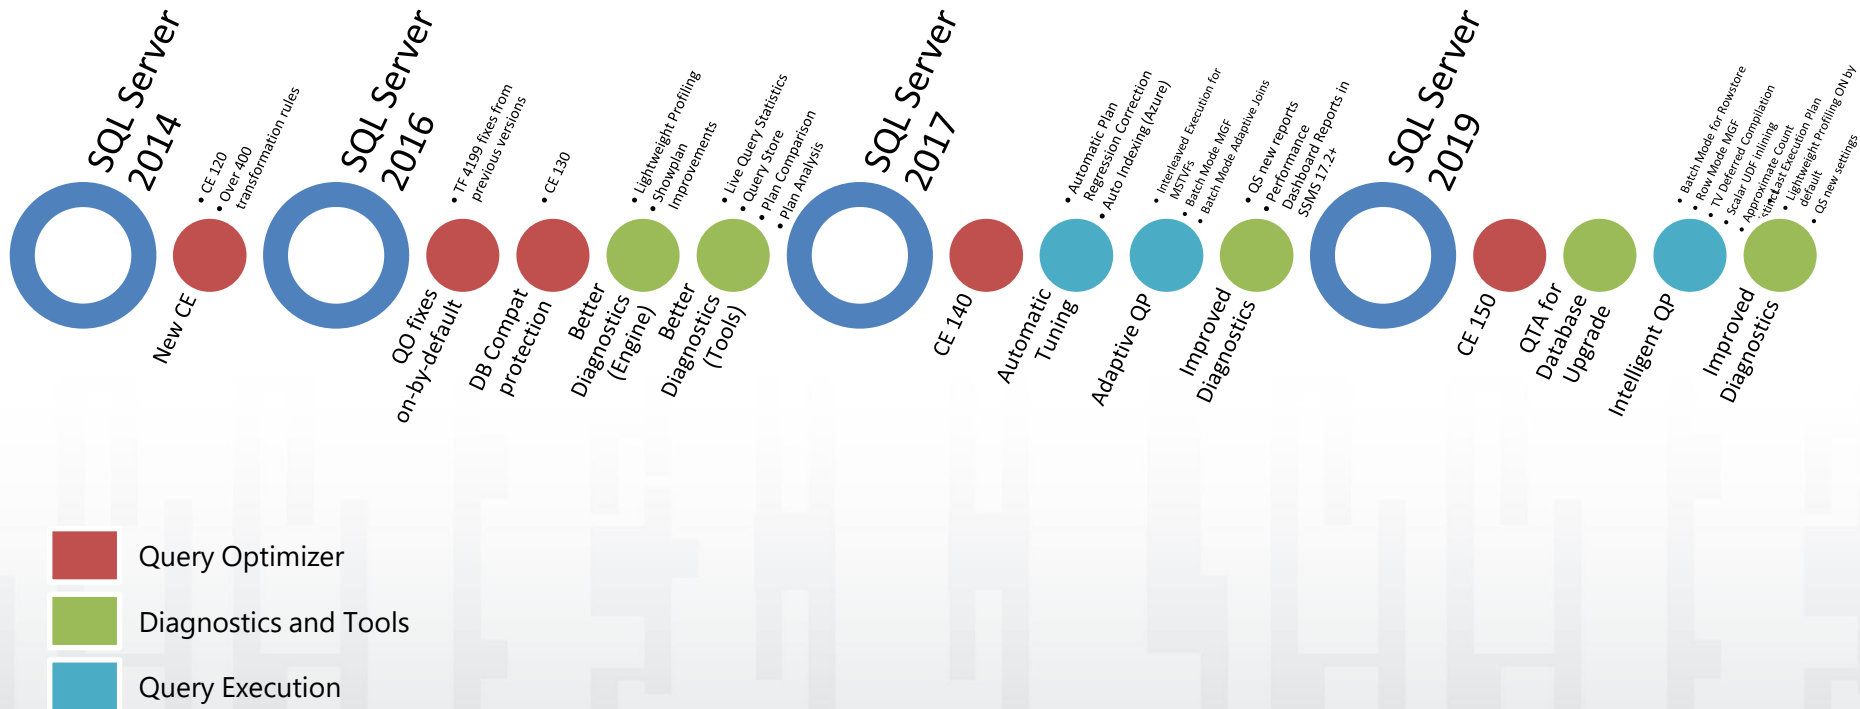 SQL Server
2014
• CE 120
• Over 400
transformation rules
New CE
SQL Server
2016
• TF 4199 fixes from
previous versions
QO fixes
on-by-default
• CE 130
DB Compat
protection
• Lightweight Profiling
• Showplan
Improvements
Better
Diagnostics
(Engine)
• Live Query Statistics
• Query Store
• Plan Comparison
• Plan Analysis
Better
Diagnostics
(Tools)
SQL Server
2017
CE 140
• Automatic Plan
Regression Correction
• Auto Indexing (Azure)
Automatic
Tuning
• Interleaved Execution for
MSTVFs
• Batch Mode MGF
• Batch Mode Adaptive Joins
Adaptive QP
• QS new reports
• Performance
Dashboard Reports in
SSMS 17.2+
Improved
Diagnostics
SQL Server
2019
CE 150
QTA for
Database
Upgrade
• Batch Mode for Rowstore
• Row Mode MGF
• TV Deferred Compilation
• Scalar UDF inlining
• Approximate Count
Intelligent QP
• Last Execution Plan
• Lightweight Profiling ON by
default
• QS new settings
Improved
Diagnostics
Query Optimizer
Diagnostics and Tools
Query Execution